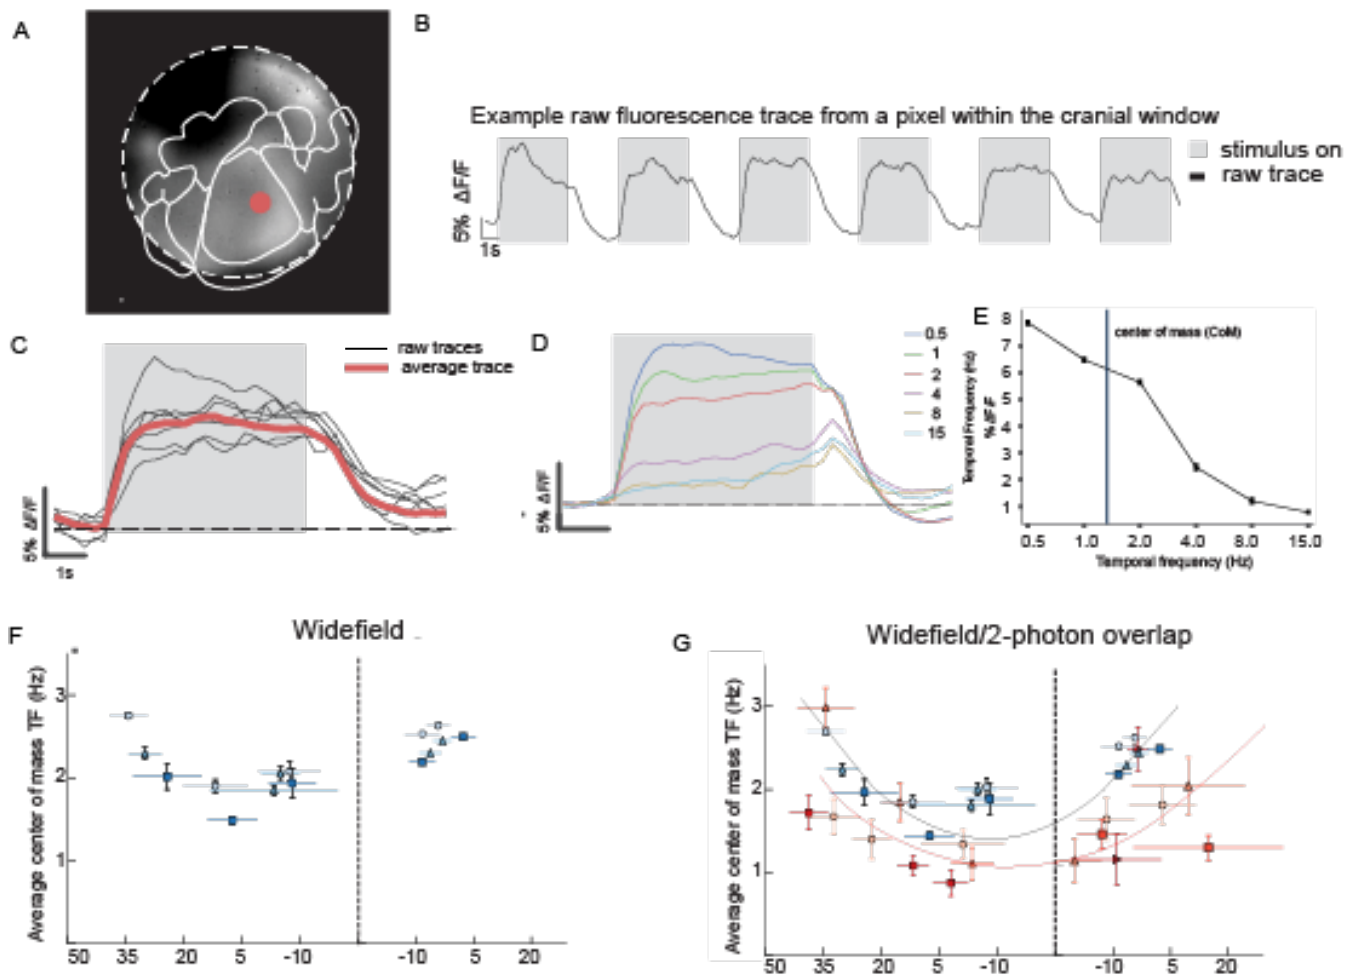 A
B
Example raw fluorescence trace from a pixel within the cranial window
stimulus on
raw trace
5% ΔF/F
1s
C
raw traces
average trace
5% ΔF/F
1s
D
0.5
1
2
4
8
15
5% ΔF/F
E
center of mass (CoM)
Temporal Frequency (Hz)
% f/F
8
7
6
5
4
3
2
1
0.5 1.0 2.0 4.0 8.0 15.0
Temporal frequency (Hz)
F
Widefield
Average center of mass TF (Hz)
3
2
1
50 35 20 5 -10 -10 5 20
G
Widefield/2-photon overlap
Average center of mass TF (Hz)
3
2
1
50 35 20 5 -10 -10 5 20